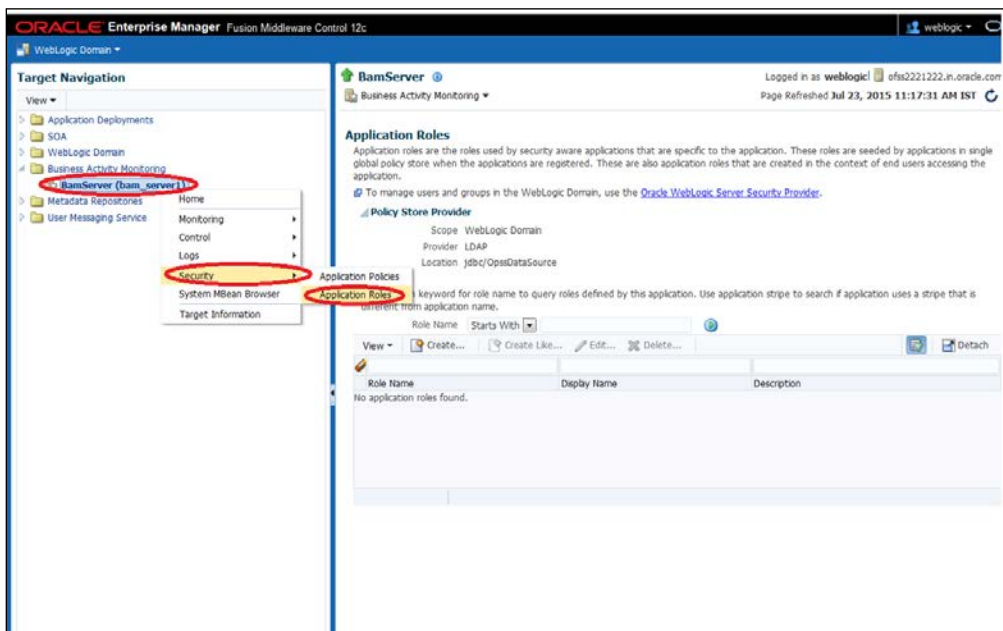 ORACLE Enterprise Manager Fusion Middleware Control 12c
weblogic
WebLogic Domain
Target Navigation
View
Application Deployments
SOA
WebLogic Domain
Business Activity Monitoring
BamServer (bam_server1)
Metadata Repositories
User Messaging Service
Home
Monitoring
Control
Logs
Security
System MBean Browser
Target Information
Application Policies
Application Roles
BamServer
Business Activity Monitoring
Logged in as weblogic
ofss2221222.in.oracle.com
Page Refreshed Jul 23, 2015 11:17:31 AM IST
Application Roles
Application roles are the roles used by security aware applications that are specific to the application. These roles are seeded by applications in single
global policy store when the applications are registered. These are also application roles that are created in the context of end users accessing the
application.
To manage users and groups in the WebLogic Domain, use the Oracle WebLogic Server Security Provider.
Policy Store Provider
Scope WebLogic Domain
Provider LDAP
Location jdbc/OpssDataSource
keyword for role name to query roles defined by this application. Use application stripe to search if application uses a stripe that is
different from application name.
Role Name Starts With
View Create... Create Like... Edit... Delete... Detach
Role Name Display Name Description
No application roles found.